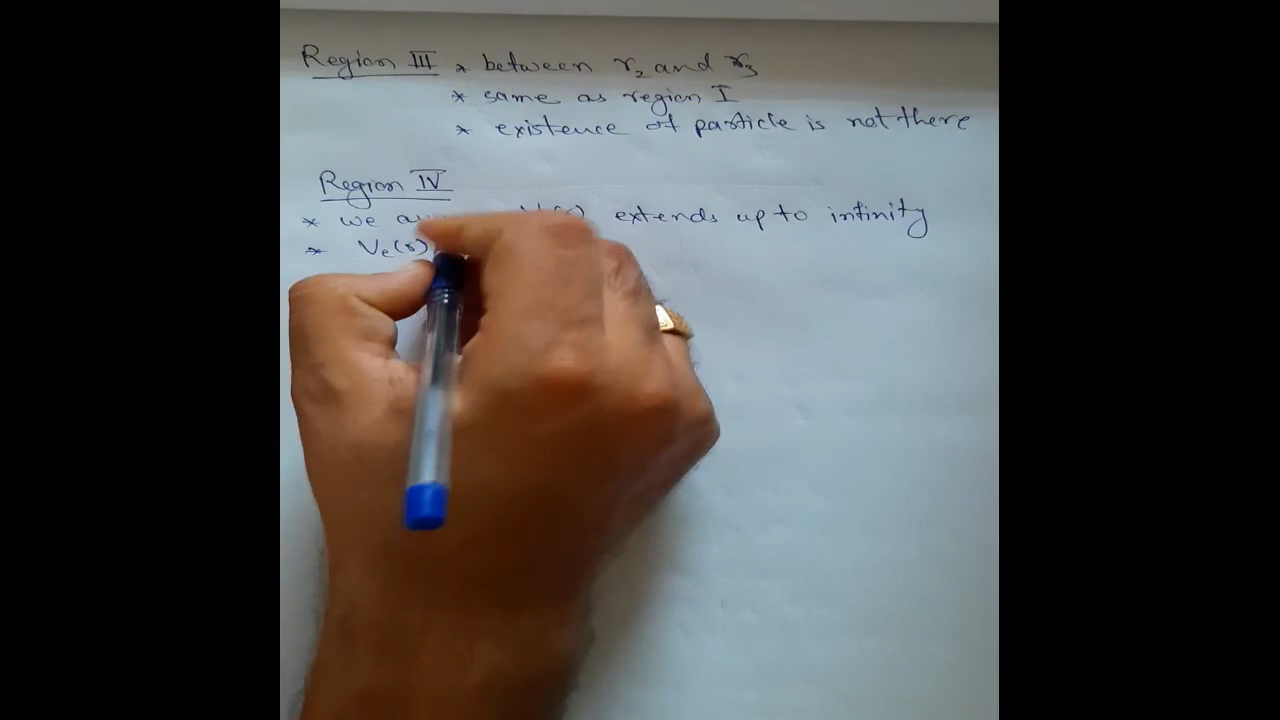 Region III * between r₂ and r₃
* same as region I
* existence of particle is not there
Region IV
* we extends up to infinity
* Vₑ(r)